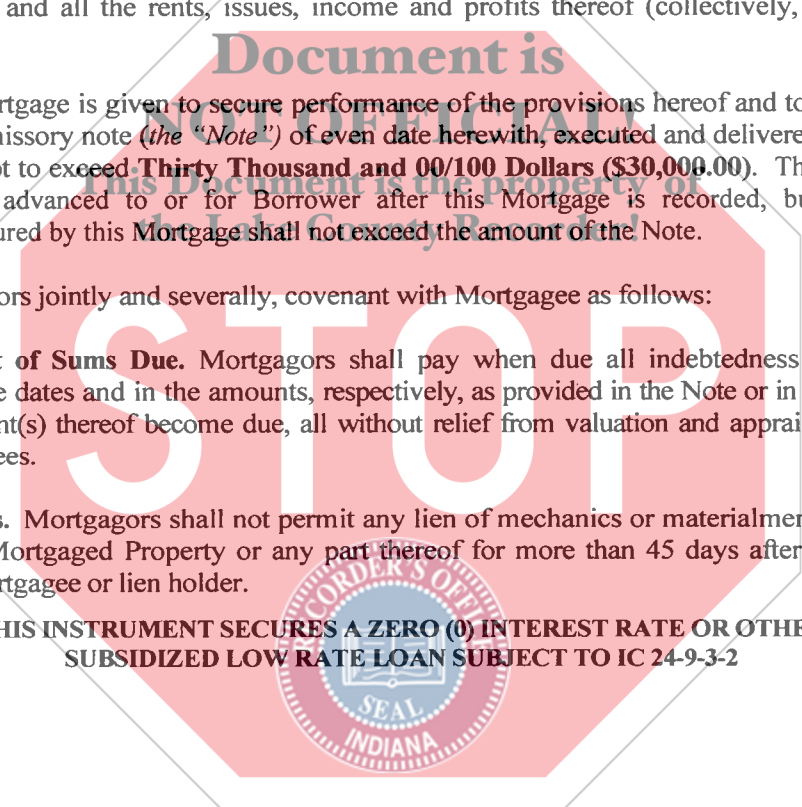 and all the rents, issues, income and profits thereof (collectively,
Document is
rtgage is given to secure performance of the provisions hereof and to
NOT OFFICIAL!
nissory note (the “Note”) of even date herewith, executed and delivere
ot to exceed Thirty Thousand and 00/100 Dollars ($30,000.00). Th
This Document is the property of
advanced to or for Borrower after this Mortgage is recorded, bu
the Lake County Recorder!
ured by this Mortgage shall not exceed the amount of the Note.
ors jointly and severally, covenant with Mortgagee as follows:
STOP
t of Sums Due. Mortgagors shall pay when due all indebtedness
e dates and in the amounts, respectively, as provided in the Note or in
nt(s) thereof become due, all without relief from valuation and apprai
ees.
s. Mortgagors shall not permit any lien of mechanics or materialmen
Mortgaged Property or any part thereof for more than 45 days after
rtgagee or lien holder.
RECORDER'S OFFICE
HIS INSTRUMENT SECURES A ZERO (0) INTEREST RATE OR OTHE
SUBSIDIZED LOW RATE LOAN SUBJECT TO IC 24-9-3-2
SEAL
INDIANA